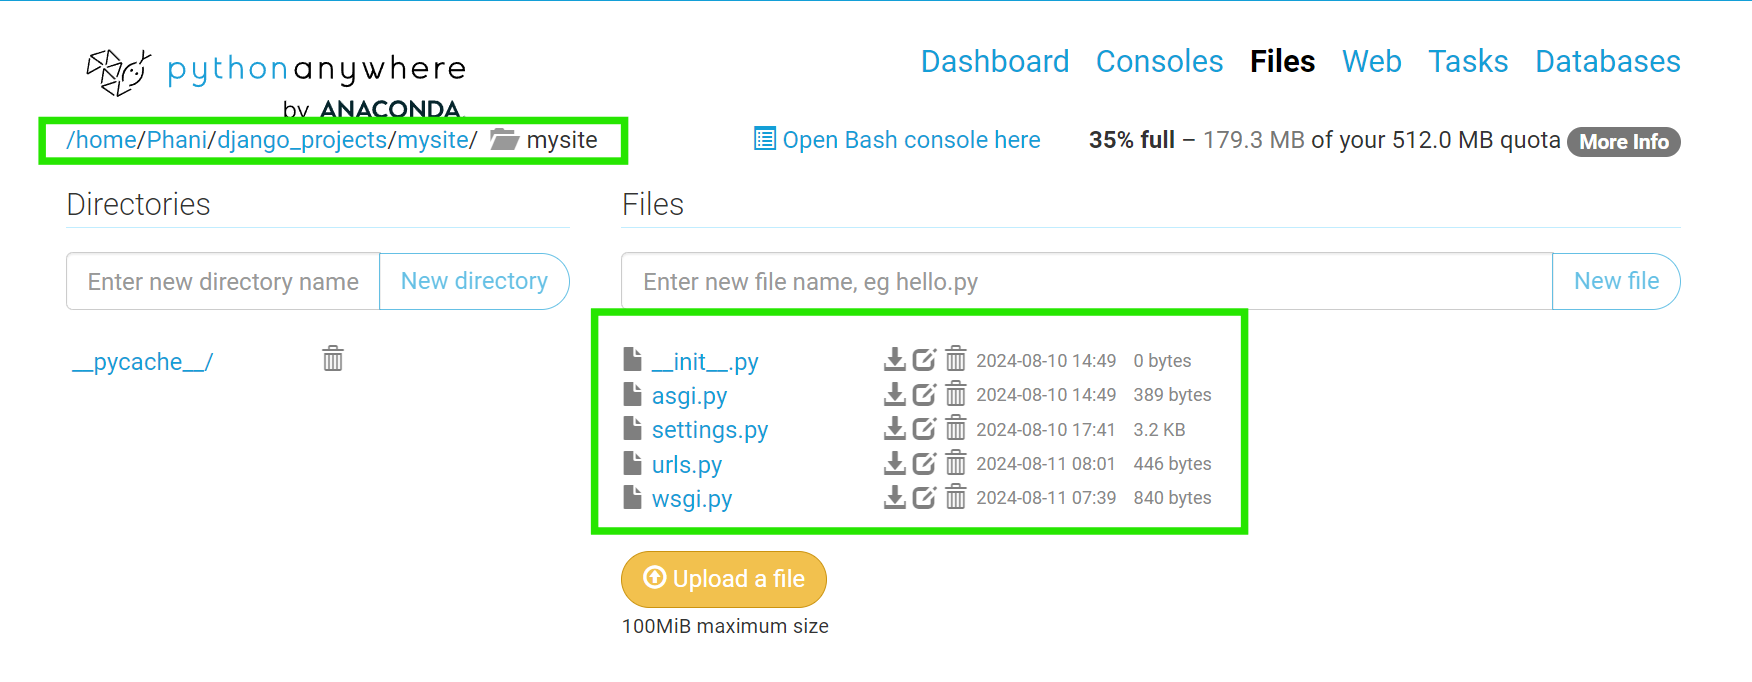 pythonanywhere
by ANACONDA.
Dashboard Consoles Files Web Tasks Databases
/home/Phani/django_projects/mysite/ mysite
Open Bash console here
35% full – 179.3 MB of your 512.0 MB quota More Info
Directories
Enter new directory name New directory
__pycache__/
Files
Enter new file name, eg hello.py New file
__init__.py 2024-08-10 14:49 0 bytes
asgi.py 2024-08-10 14:49 389 bytes
settings.py 2024-08-10 17:41 3.2 KB
urls.py 2024-08-11 08:01 446 bytes
wsgi.py 2024-08-11 07:39 840 bytes
Upload a file
100MiB maximum size